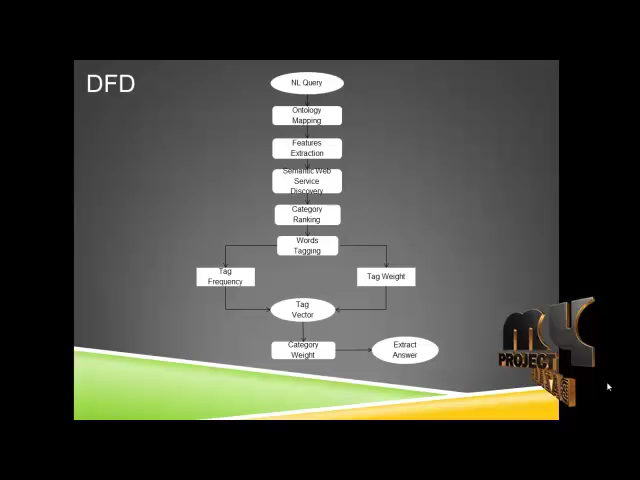 DFD
NL Query
Ontology
Mapping
Features
Extraction
Semantic Web
Service
Discovery
Category
Ranking
Words
Tagging
Tag
Frequency
Tag Weight
Tag
Vector
Category
Weight
Extract
Answer
MY
PROJECT